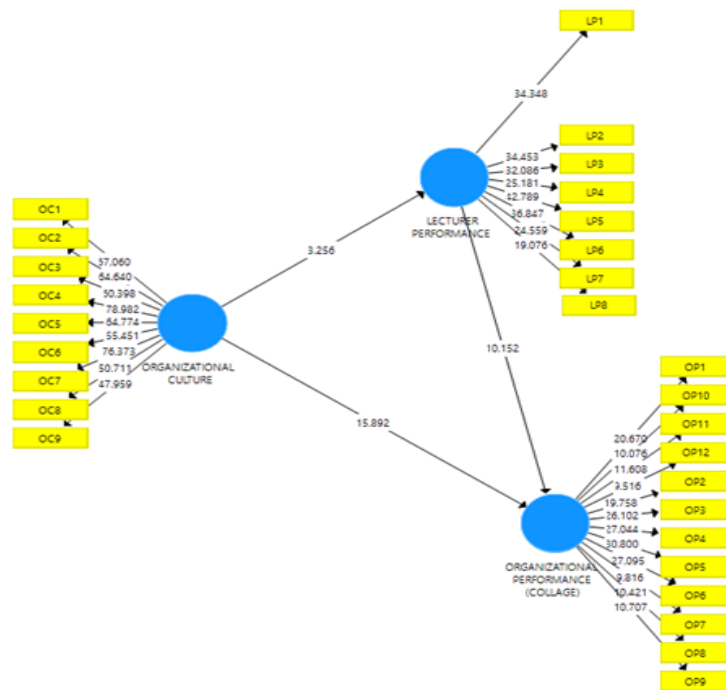 LP1
34.348
LP2
34.453
LP3
32.086
LP4
25.181
LP5
42.789
36.847
LP6
24.559
LP7
19.076
LP8
LECTURER
PERFORMANCE
OC1
OC2
OC3
OC4
OC5
OC6
OC7
OC8
OC9
57.060
64.640
50.398
78.982
64.774
55.451
76.373
50.711
47.959
ORGANIZATIONAL
CULTURE
3.256
10.152
15.892
OP1
OP10
OP11
OP12
OP2
OP3
OP4
OP5
OP6
OP7
OP8
OP9
20.670
10.076
11.608
9.516
19.758
26.102
27.044
30.800
27.095
9.816
10.421
10.707
ORGANIZATIONAL
PERFORMANCE
(COLLAGE)